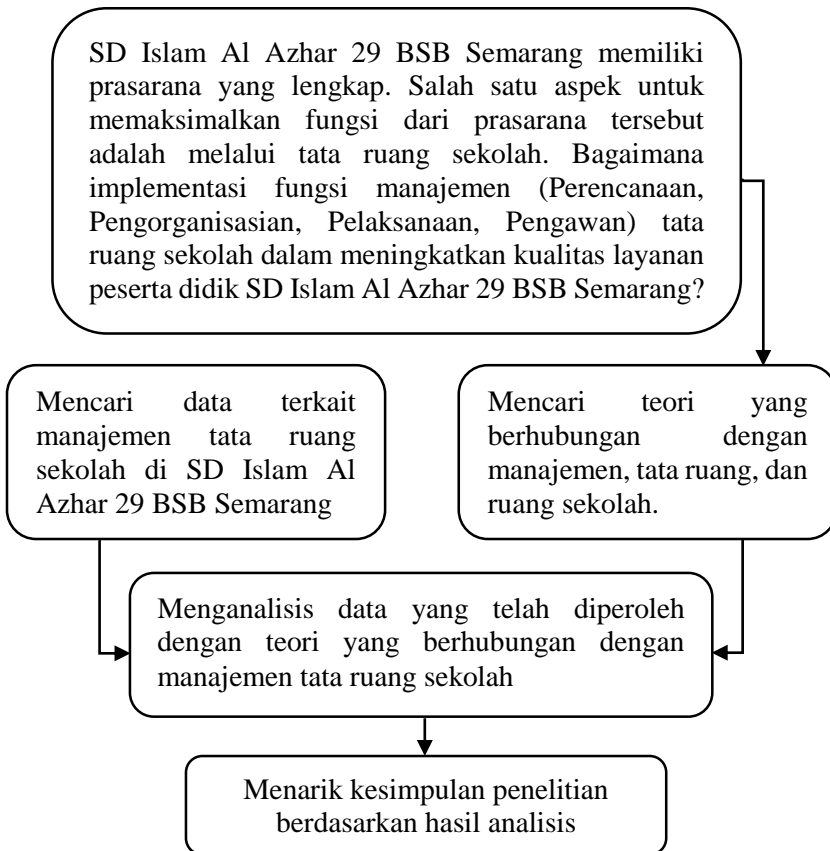 SD Islam Al Azhar 29 BSB Semarang memiliki
prasarana yang lengkap. Salah satu aspek untuk
memaksimalkan fungsi dari prasarana tersebut
adalah melalui tata ruang sekolah. Bagaimana
implementasi fungsi manajemen (Perencanaan,
Pengorganisasian, Pelaksanaan, Pengawan) tata
ruang sekolah dalam meningkatkan kualitas layanan
peserta didik SD Islam Al Azhar 29 BSB Semarang?
Mencari data terkait
manajemen tata ruang
sekolah di SD Islam Al
Azhar 29 BSB Semarang
Mencari teori yang
berhubungan dengan
manajemen, tata ruang, dan
ruang sekolah.
Menganalisis data yang telah diperoleh
dengan teori yang berhubungan dengan
manajemen tata ruang sekolah
Menarik kesimpulan penelitian
berdasarkan hasil analisis